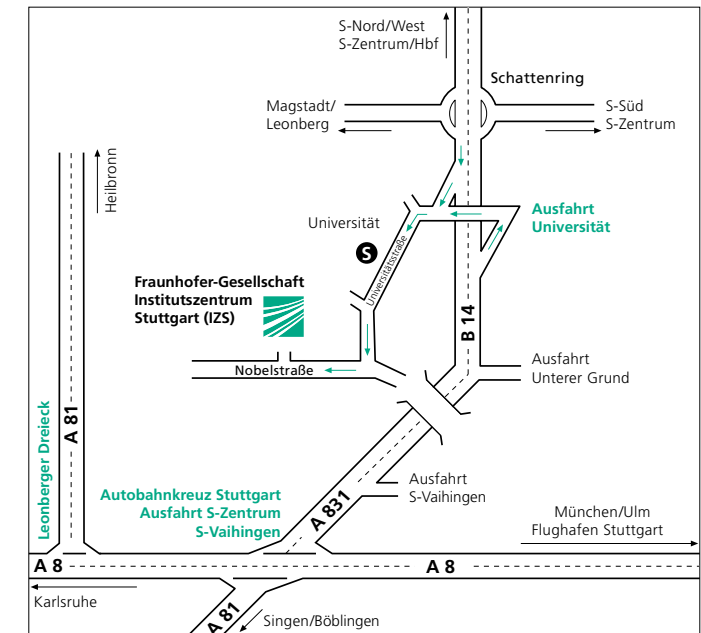 S-Nord/West
S-Zentrum/Hbf
Schattenring
Magstadt/
Leonberg
S-Süd
S-Zentrum
Heilbronn
Ausfahrt
Universität
Universität
S
Universitätsstraße
Fraunhofer-Gesellschaft
Institutszentrum
Stuttgart (IZS)
B 14
Nobelstraße
Ausfahrt
Unterer Grund
Leonberger Dreieck
A 81
Autobahnkreuz Stuttgart
Ausfahrt S-Zentrum
S-Vaihingen
A 831
Ausfahrt
S-Vaihingen
München/Ulm
Flughafen Stuttgart
A 8
A 8
Karlsruhe
A 81
Singen/Böblingen